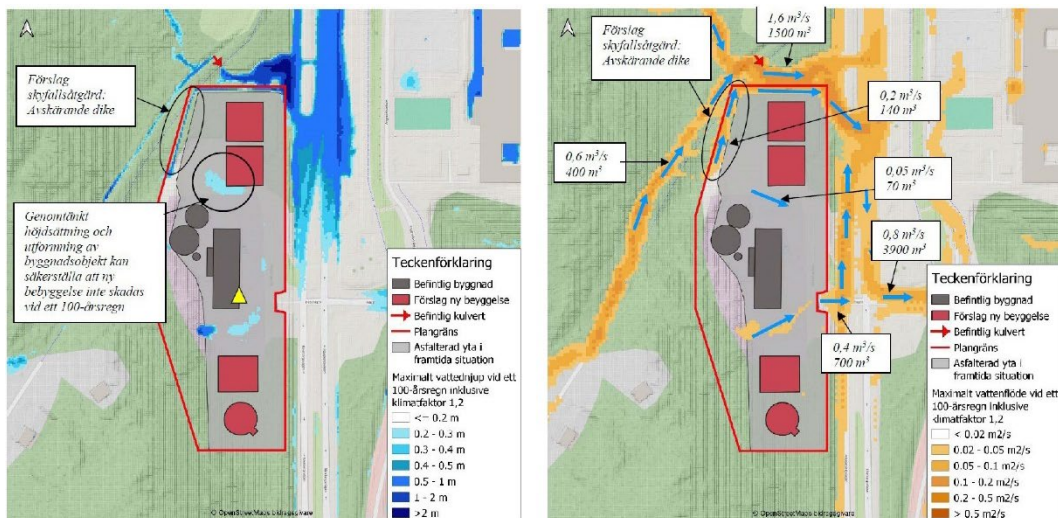 Förslag
skyfallsåtgärd:
Avskärande dike
Genomtänkt
höjdsättning och
utformning av
byggnadsobjekt kan
säkerställa att ny
bebyggelse inte skadas
vid ett 100-årsregn
Teckenförklaring
Befintlig byggnad
Förslag ny beyggelse
Befintlig kulvert
Plangräns
Asfalterad yta i
framtida situation
Maximalt vattednjup vid ett
100-årsregn inklusive
klimatfaktor 1,2
<= 0.2 m
0.2 - 0.3 m
0.3 - 0.4 m
0.4 - 0.5 m
0.5 - 1 m
1 - 2 m
>2 m
© OpenStreetMaps bidragsgivare
Förslag
skyfallsåtgärd:
Avskärande dike
1,6 m³/s
1500 m³
0,2 m³/s
140 m³
0,6 m³/s
400 m³
0,05 m³/s
70 m³
0,8 m³/s
3900 m³
0,4 m³/s
700 m³
Teckenförklaring
Befintlig byggnad
Förslag ny beyggelse
Befintlig kulvert
Plangräns
Asfalterad yta i
framtida situation
Maximalt vattenflöde vid ett
100-årsregn inklusive
klimatfaktor 1,2
< 0.02 m2/s
0.02 - 0.05 m2/s
0.05 - 0.1 m2/s
0.1 - 0.2 m2/s
0.2 - 0.5 m2/s
> 0.5 m2/s
© OpenStreetMaps bidragsgivare